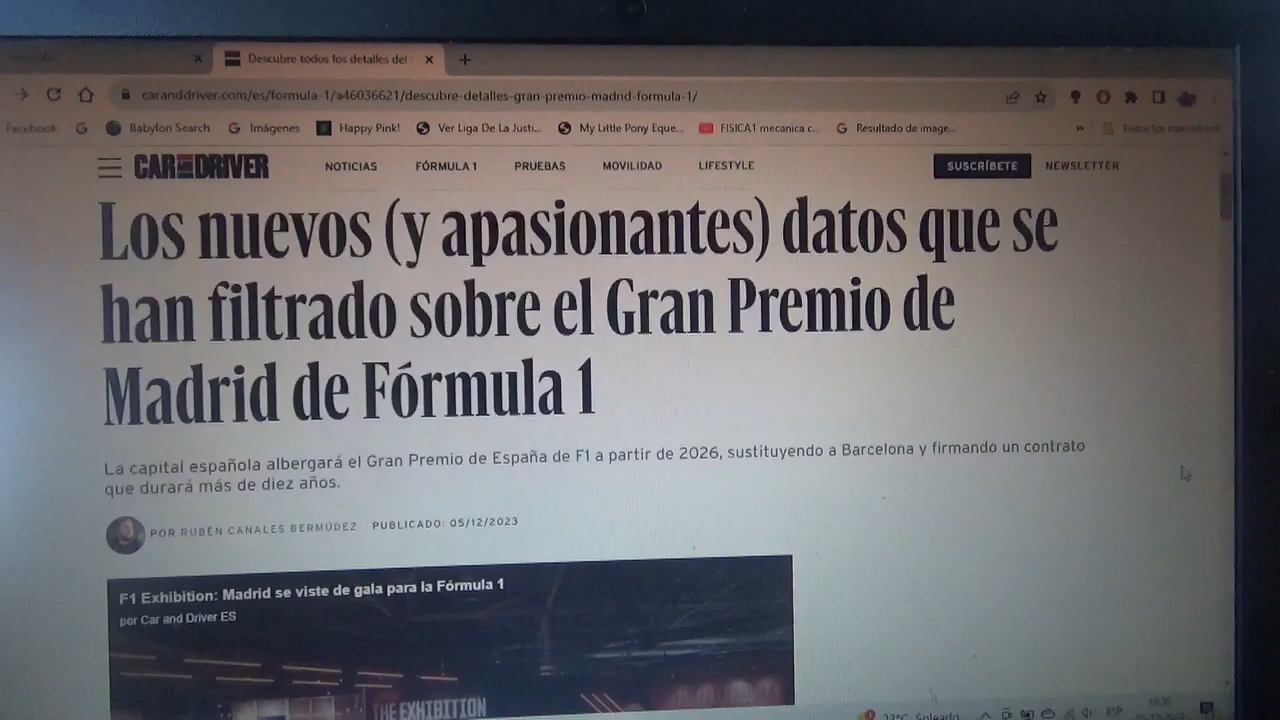 Descubre todos los detalles del
caranddriver.com/es/formula-1/a46036621/descubre-detalles-gran-premio-madrid-formula-1/
Facebook Babylon Search Imágenes Happy Pink! Ver Liga De La Justi... My Little Pony Eque... FISICA1 mecanica c... Resultado de image... »
CAR AND DRIVER NOTICIAS FÓRMULA 1 PRUEBAS MOVILIDAD LIFESTYLE SUSCRÍBETE NEWSLETTER
Los nuevos (y apasionantes) datos que se
han filtrado sobre el Gran Premio de
Madrid de Fórmula 1
La capital española albergará el Gran Premio de España de F1 a partir de 2026, sustituyendo a Barcelona y firmando un contrato
que durará más de diez años.
POR RUBÉN CANALES BERMÚDEZ PUBLICADO: 05/12/2023
F1 Exhibition: Madrid se viste de gala para la Fórmula 1
por Car and Driver ES
THE EXHIBITION
Soleado ESP